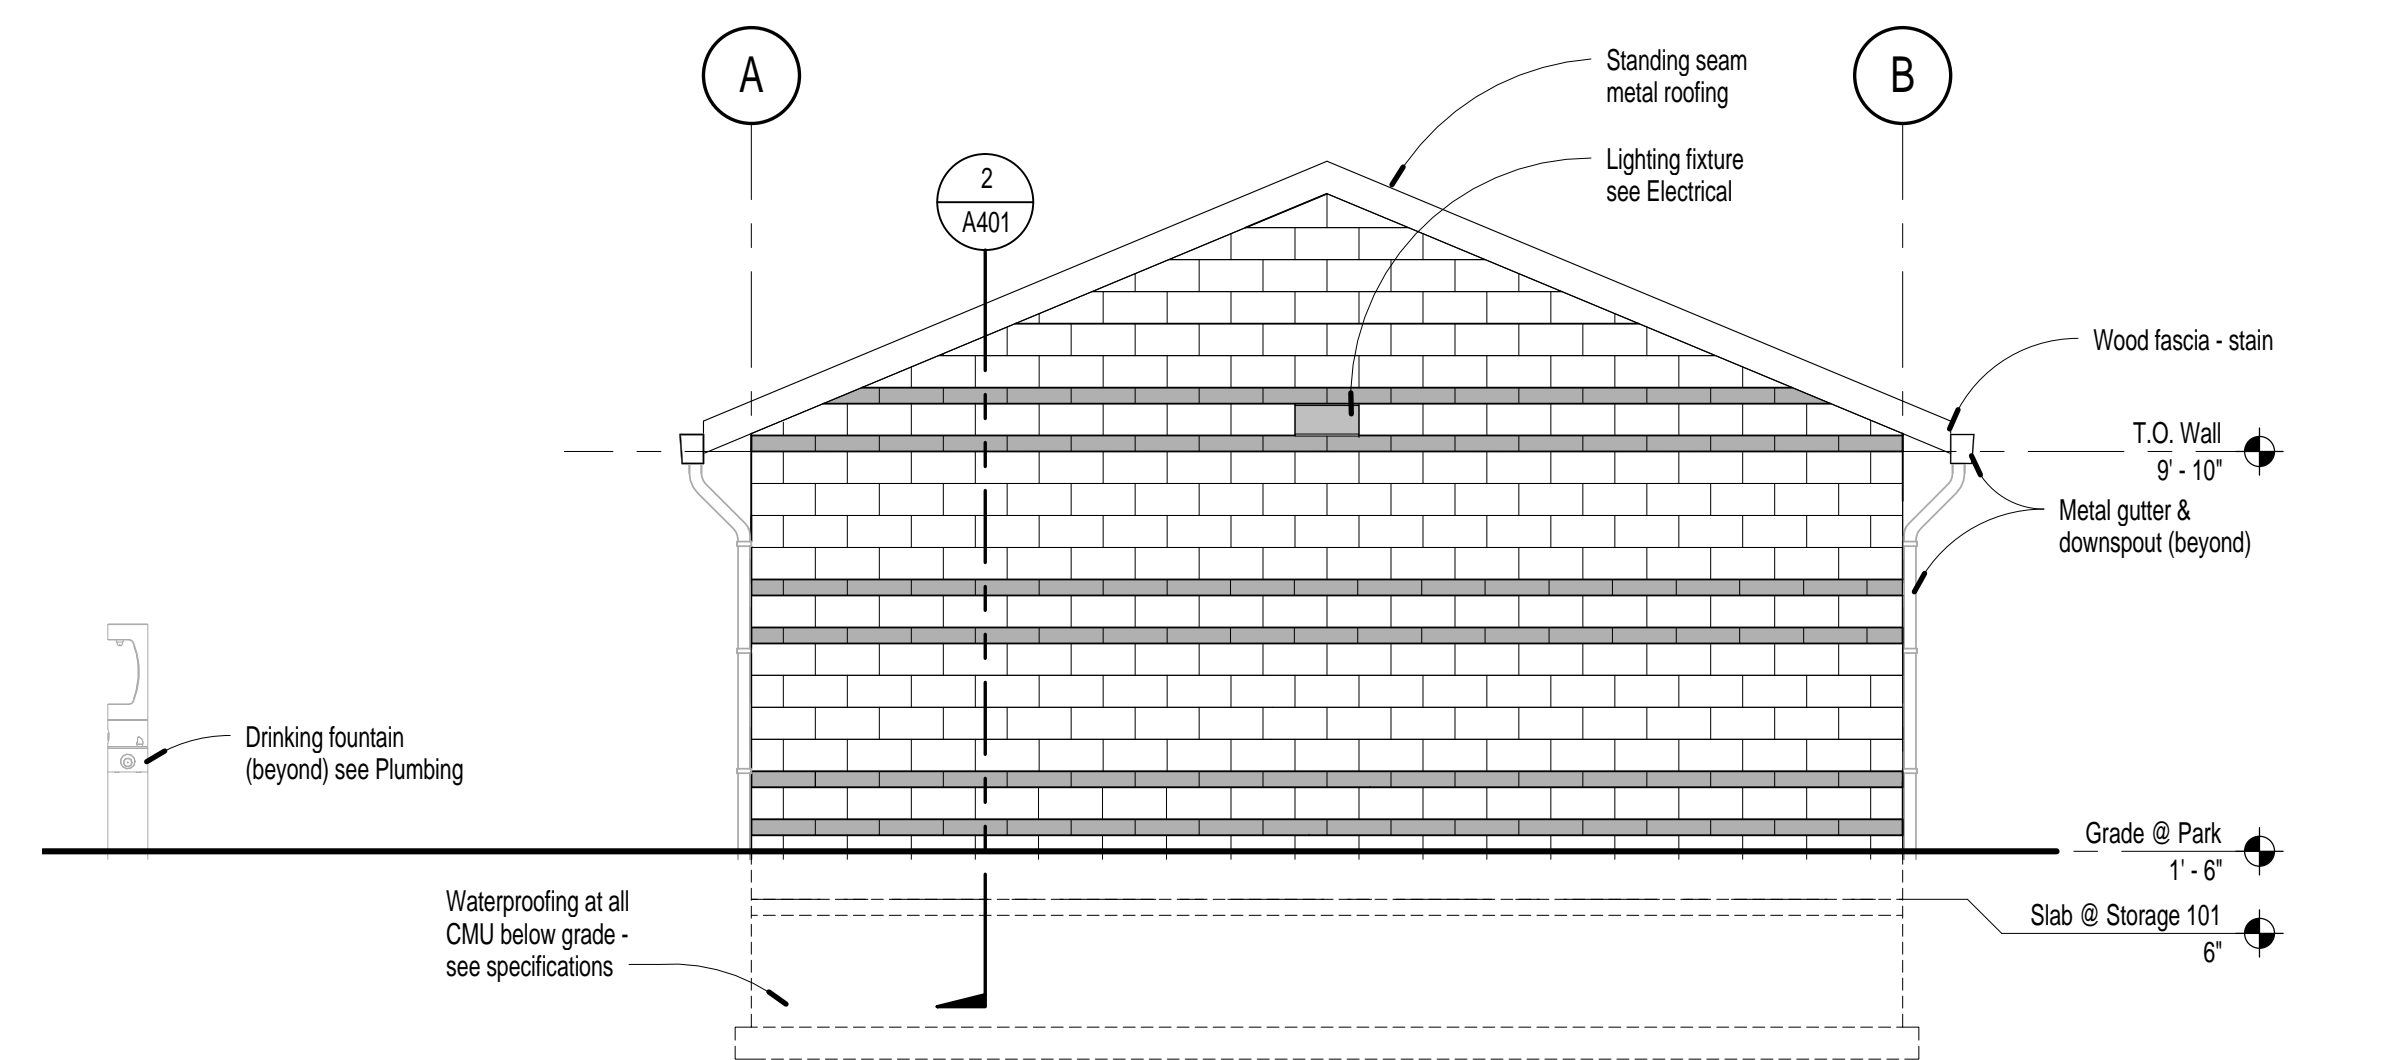 A
B
2
A401
Standing seam
metal roofing
Lighting fixture
see Electrical
Wood fascia - stain
T.O. Wall
9' - 10"
Metal gutter &
downspout (beyond)
Drinking fountain
(beyond) see Plumbing
Grade @ Park
1' - 6"
Waterproofing at all
CMU below grade -
see specifications
Slab @ Storage 101
6"